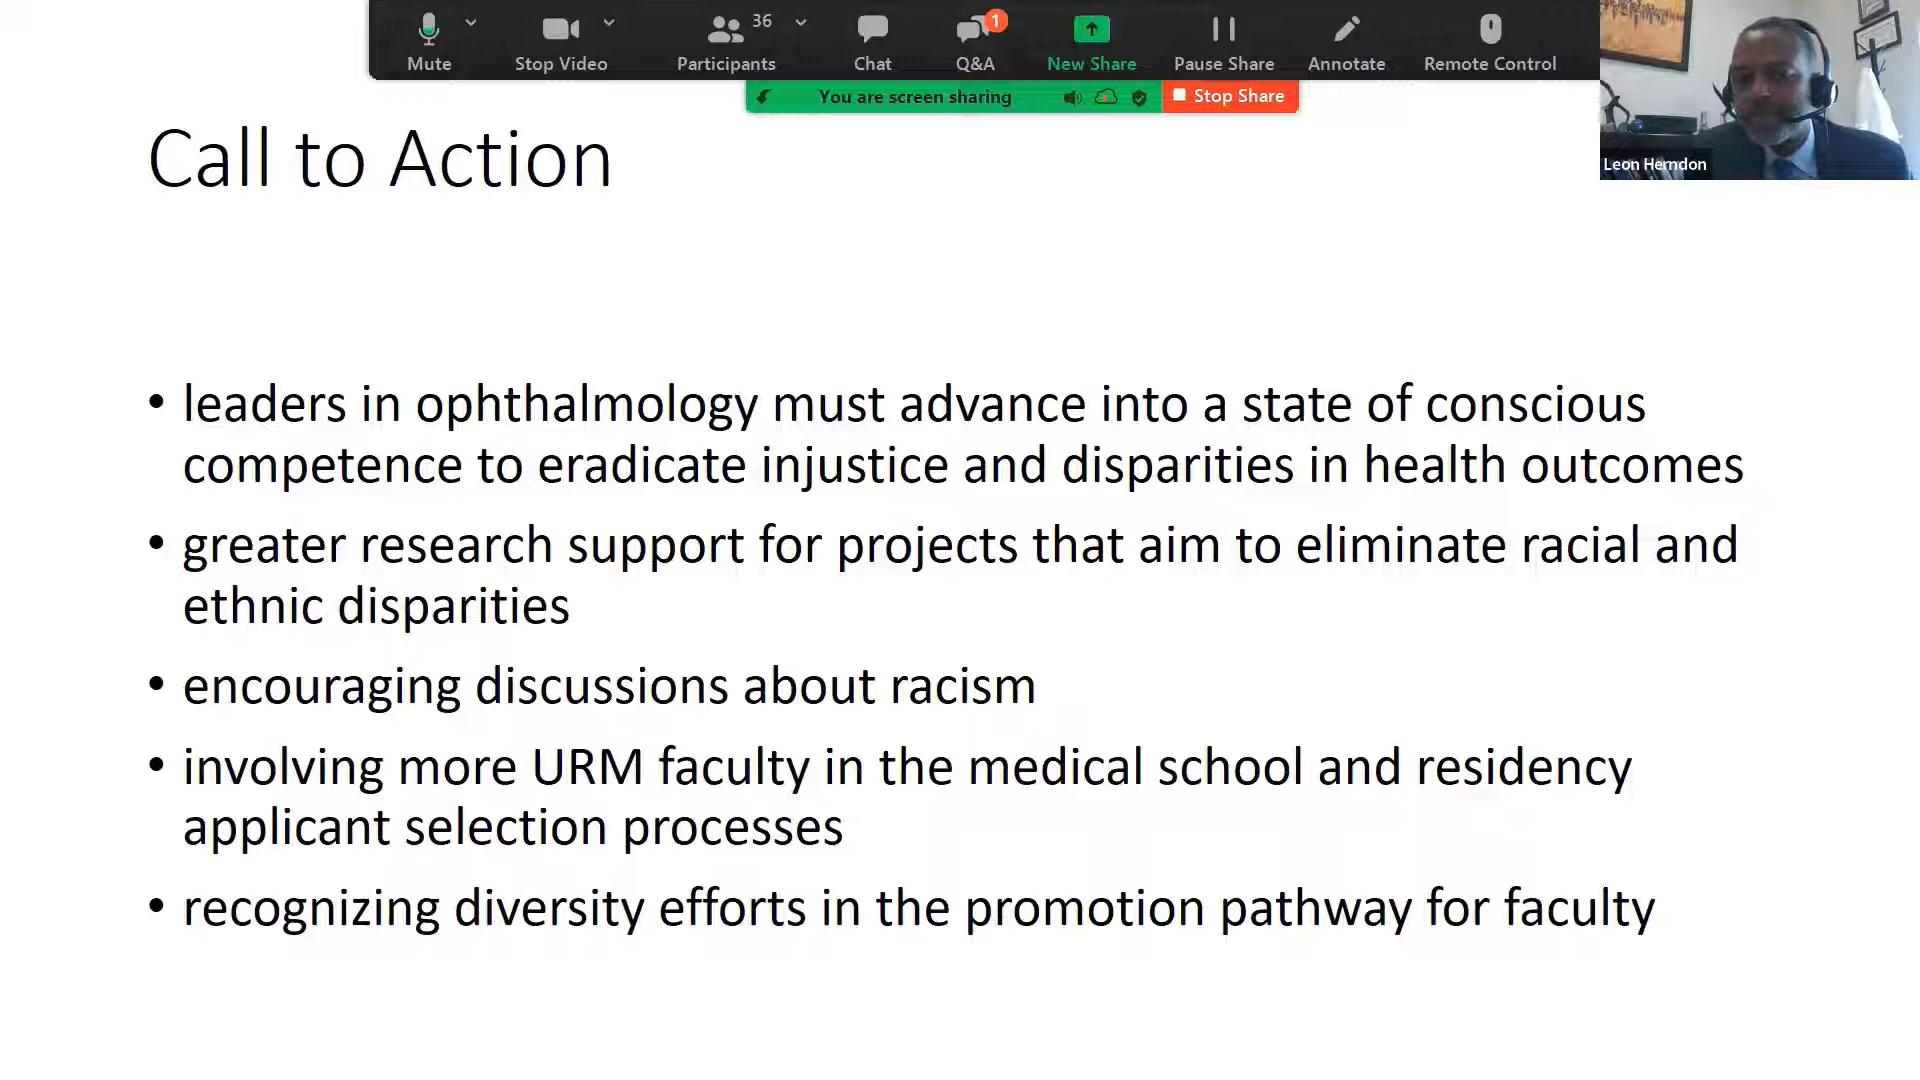 36
1
Mute
Stop Video
Participants
Chat
Q&A
New Share
Pause Share
Annotate
Remote Control
You are screen sharing
Stop Share
Leon Herndon
Call to Action
• leaders in ophthalmology must advance into a state of conscious
competence to eradicate injustice and disparities in health outcomes
• greater research support for projects that aim to eliminate racial and
ethnic disparities
• encouraging discussions about racism
• involving more URM faculty in the medical school and residency
applicant selection processes
• recognizing diversity efforts in the promotion pathway for faculty